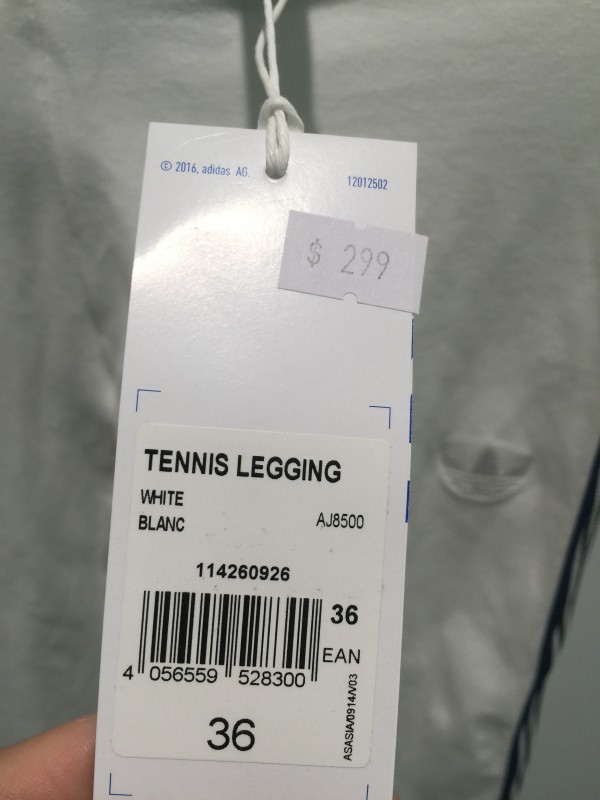 © 2016, adidas AG.
12012502
$ 299
TENNIS LEGGING
WHITE
BLANC
AJ8500
114260926
36
EAN
4 056559 528300
36
ASASIA/0914/V03